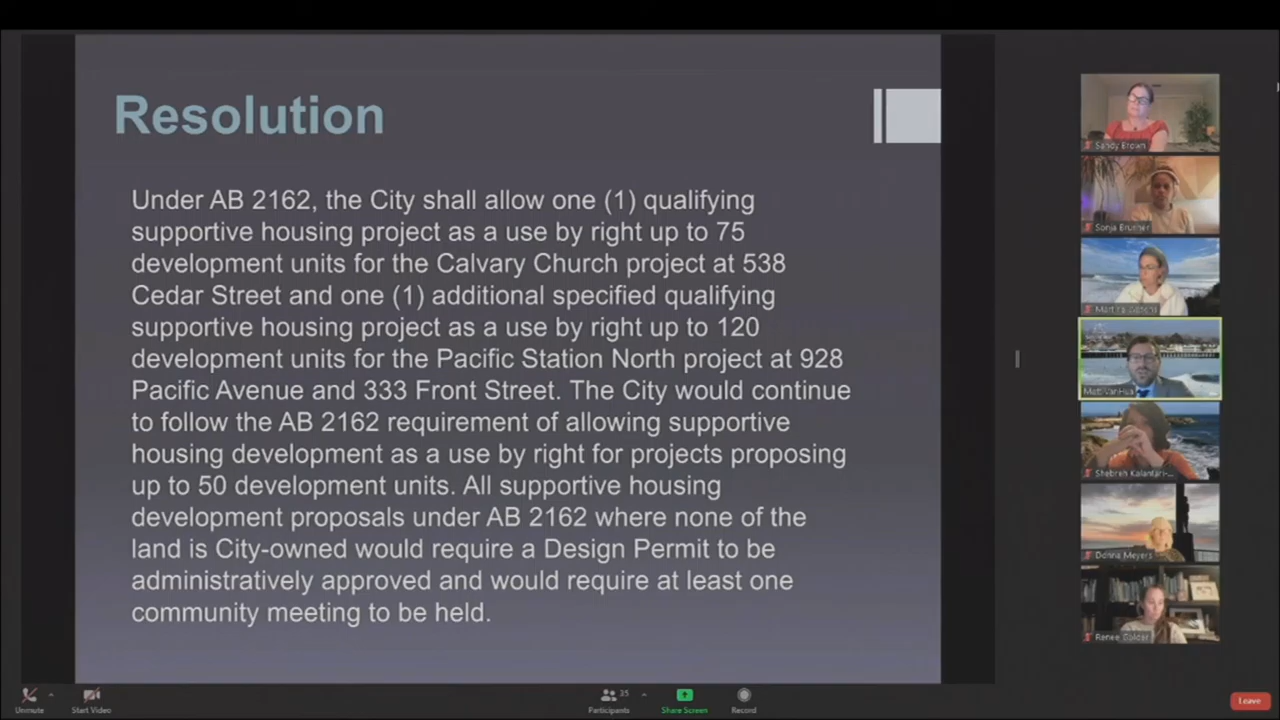 Resolution
Under AB 2162, the City shall allow one (1) qualifying
supportive housing project as a use by right up to 75
development units for the Calvary Church project at 538
Cedar Street and one (1) additional specified qualifying
supportive housing project as a use by right up to 120
development units for the Pacific Station North project at 928
Pacific Avenue and 333 Front Street. The City would continue
to follow the AB 2162 requirement of allowing supportive
housing development as a use by right for projects proposing
up to 50 development units. All supportive housing
development proposals under AB 2162 where none of the
land is City-owned would require a Design Permit to be
administratively approved and would require at least one
community meeting to be held.
Sandy Brown
Sonja Brunner
Martine
Matt VanHua
Shebreh Kalantari-...
Donna Meyers
Renee Golder
Unmute
Start Video
Participants
35
Share Screen
Record
Leave